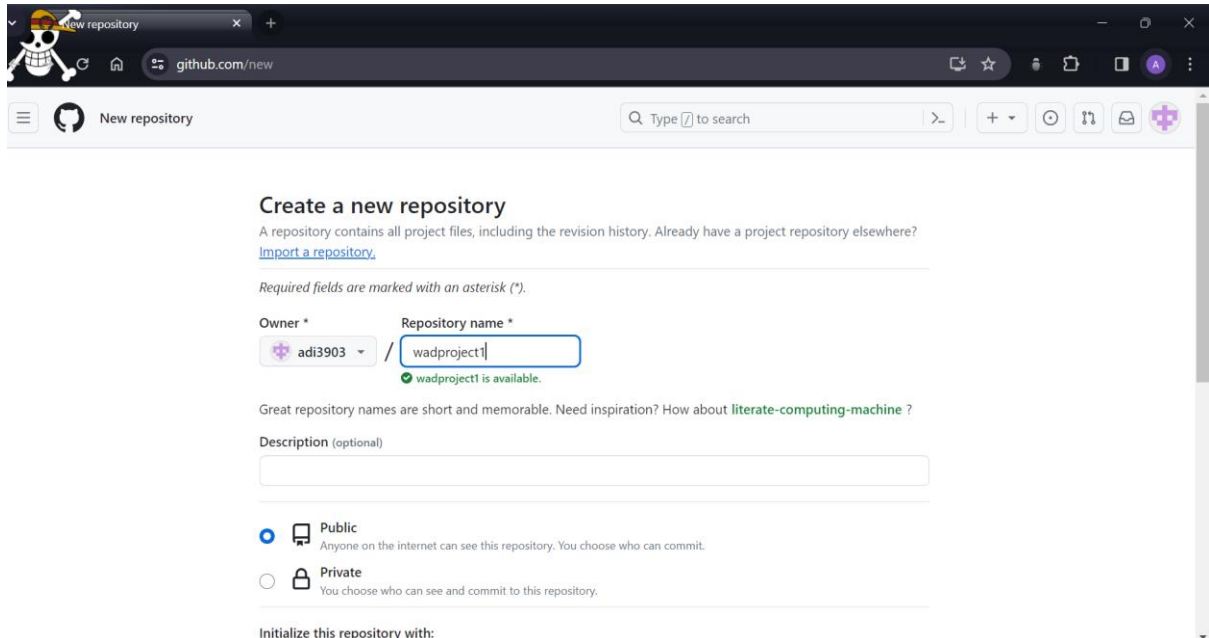 New repository
github.com/new
A
New repository
Type / to search
Create a new repository
A repository contains all project files, including the revision history. Already have a project repository elsewhere?
Import a repository.
Required fields are marked with an asterisk (*).
Owner * Repository name *
adi3903 / wadproject1
wadproject1 is available.
Great repository names are short and memorable. Need inspiration? How about literate-computing-machine ?
Description (optional)
Public
Anyone on the internet can see this repository. You choose who can commit.
Private
You choose who can see and commit to this repository.
Initialize this repository with: